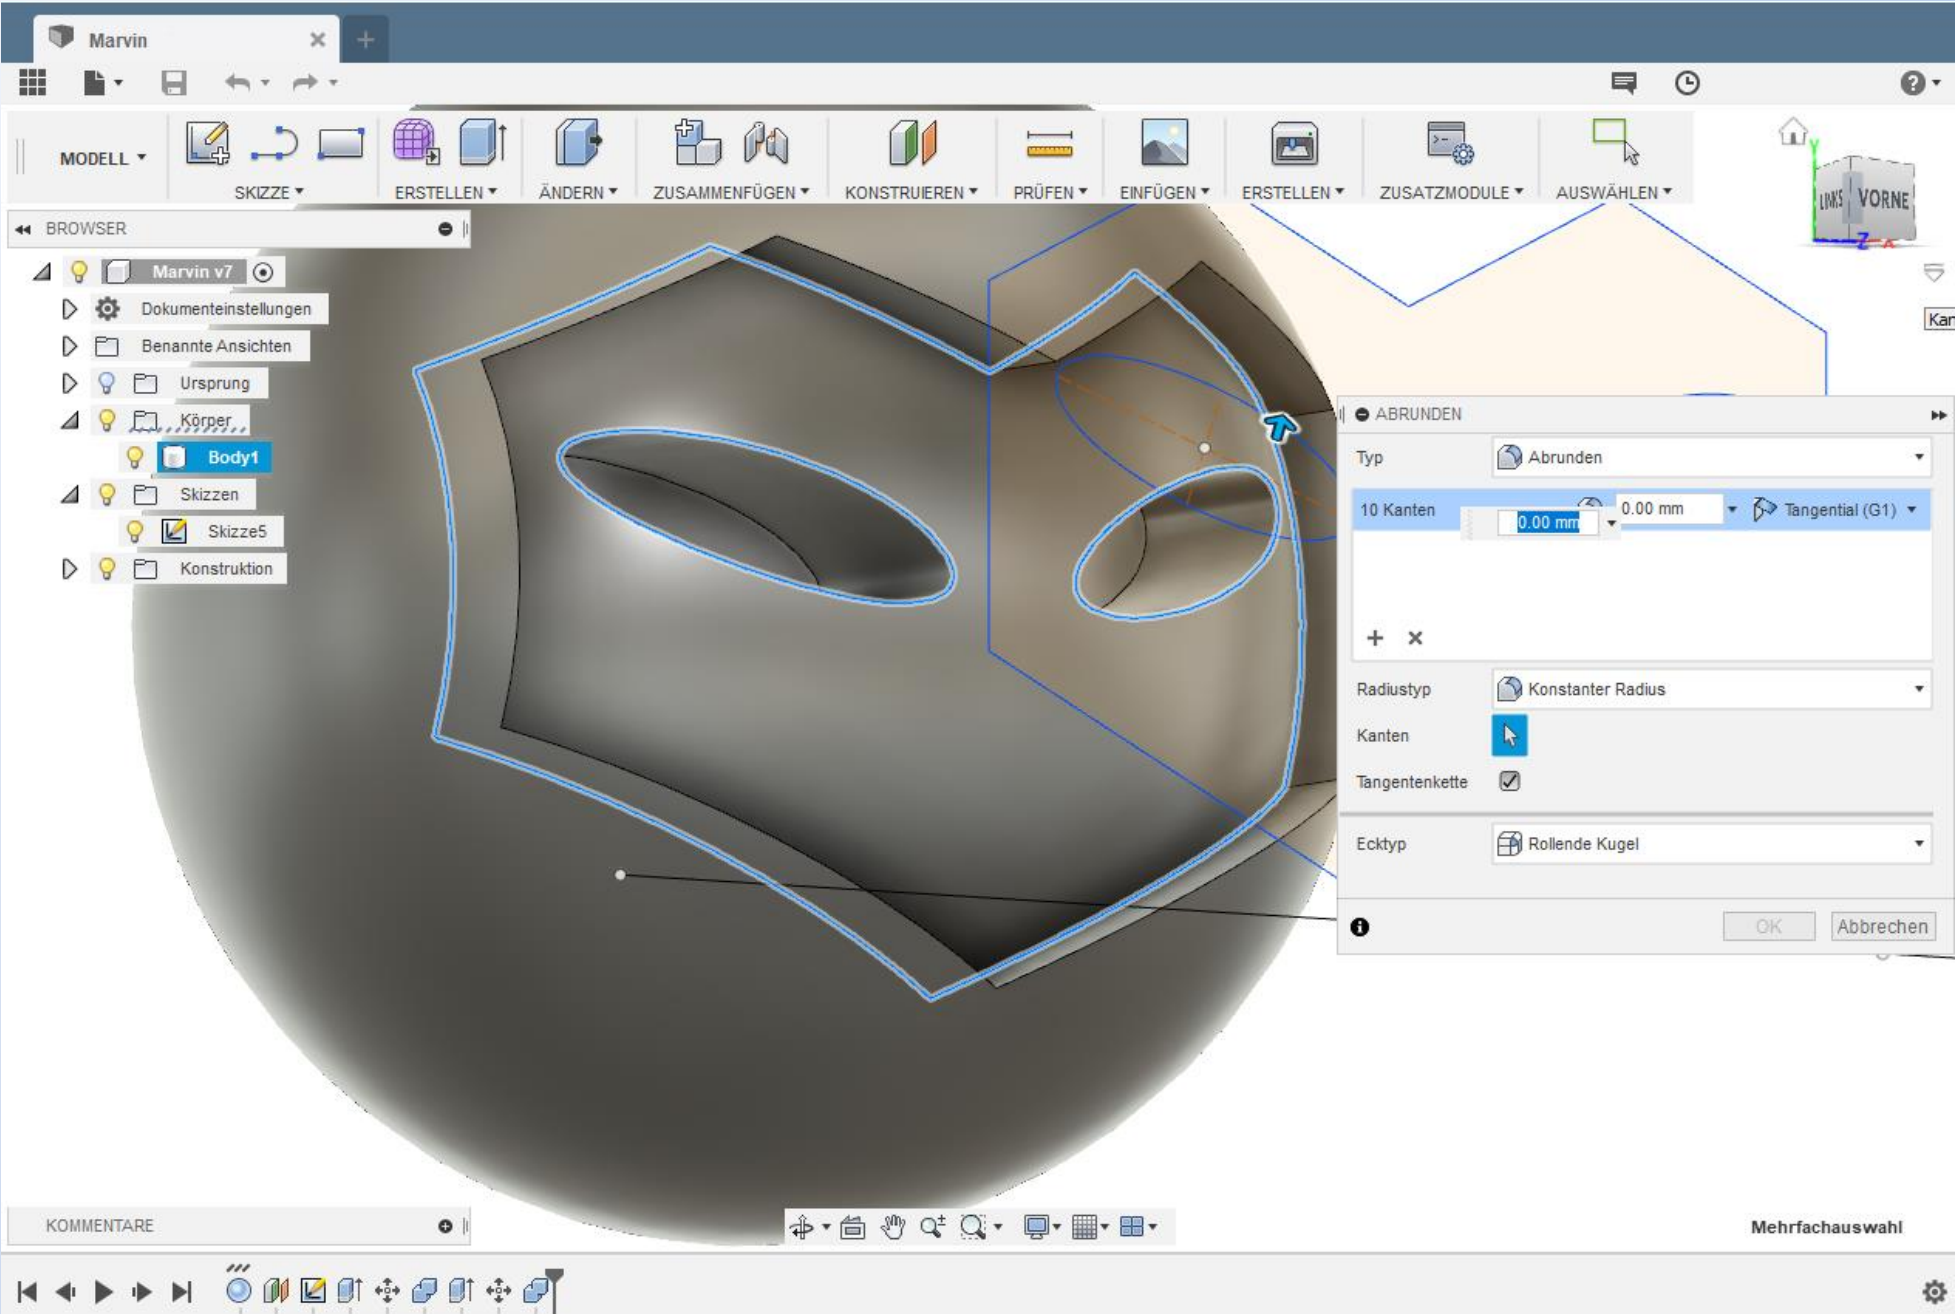 Marvin
MODELL
SKIZZE
ERSTELLEN
ÄNDERN
ZUSAMMENFÜGEN
KONSTRUIEREN
PRÜFEN
EINFÜGEN
ERSTELLEN
ZUSATZMODULE
AUSWÄHLEN
LINKS
VORNE
Y
Z
BROWSER
Marvin v7
Dokumenteinstellungen
Benannte Ansichten
Ursprung
Körper
Body1
Skizzen
Skizze5
Konstruktion
Kan
ABRUNDEN
Typ Abrunden
10 Kanten 0.00 mm Tangential (G1)
0.00 mm
Radiustyp Konstanter Radius
Kanten
Tangentenkette
Ecktyp Rollende Kugel
OK Abbrechen
KOMMENTARE
Mehrfachauswahl